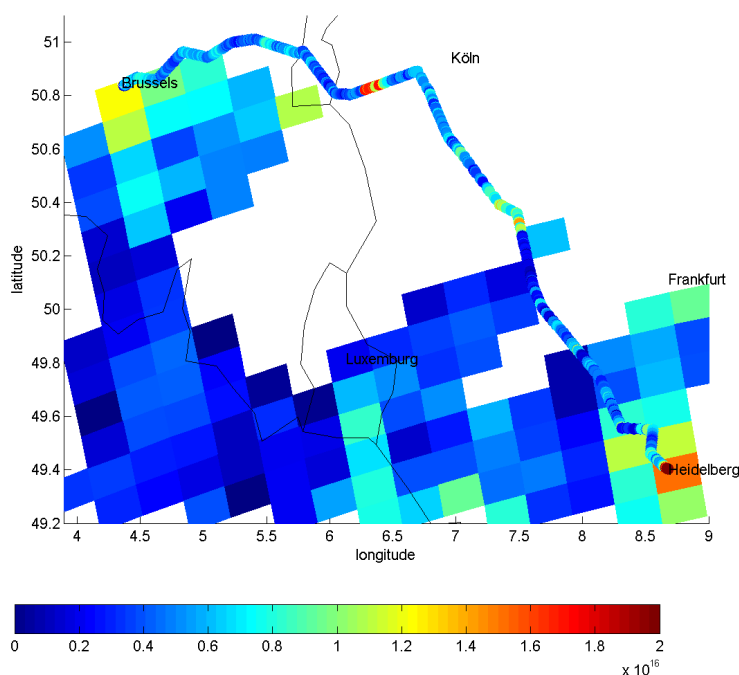 51
Köln
Brussels
50.8
50.6
50.4
50.2
latitude
Frankfurt
50
49.8
Luxemburg
49.6
49.4
Heidelberg
49.2
4 4.5 5 5.5 6 6.5 7 7.5 8 8.5 9
longitude
0 0.2 0.4 0.6 0.8 1 1.2 1.4 1.6 1.8 2
x 10^16